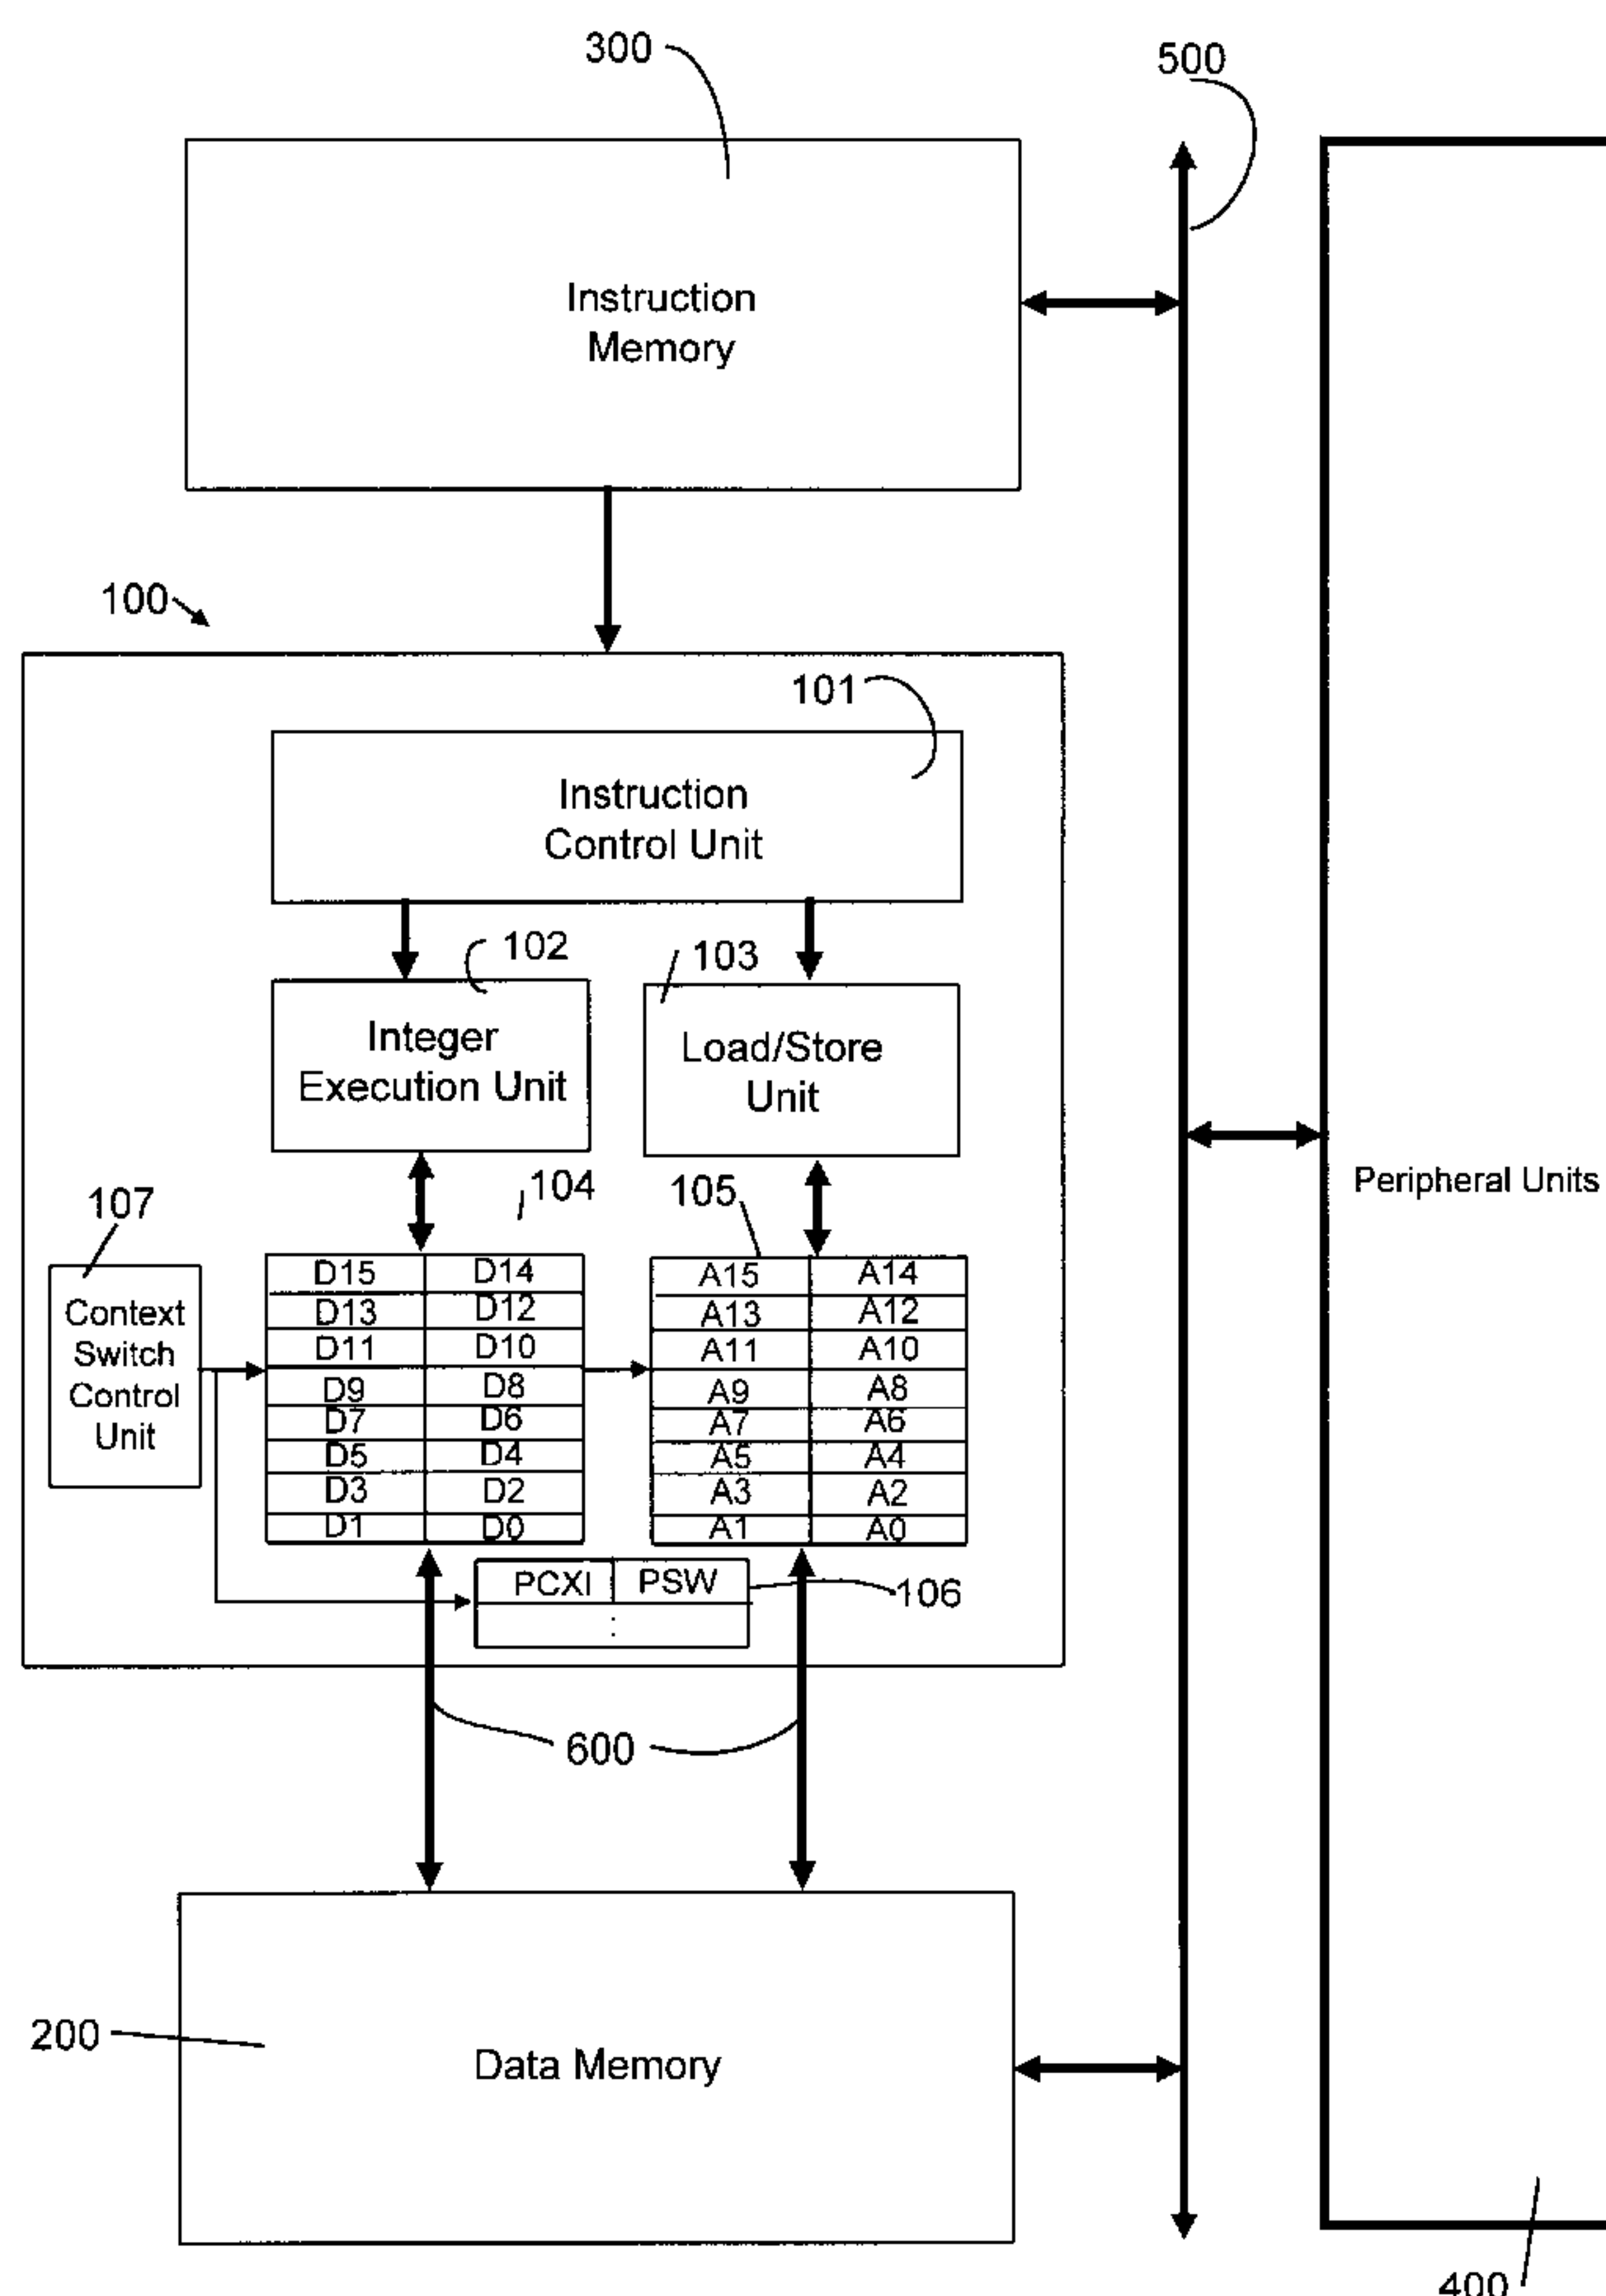 300
500
Instruction
Memory
100
101
Instruction
Control Unit
102
103
Integer
Execution Unit
Load/Store
Unit
Peripheral Units
107
104
105
Context
Switch
Control
Unit
D15 D14
D13 D12
D11 D10
D9 D8
D7 D6
D5 D4
D3 D2
D1 D0
A15 A14
A13 A12
A11 A10
A9 A8
A7 A6
A5 A4
A3 A2
A1 A0
PCXI PSW
:
106
600
200
Data Memory
400